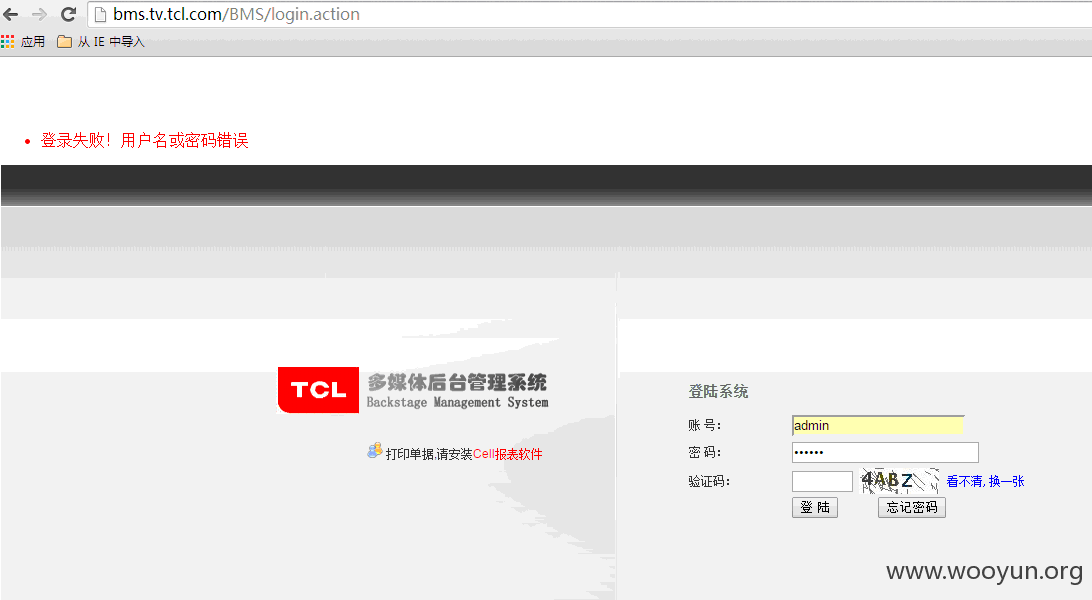 bms.tv.tcl.com/BMS/login.action
应用 从 IE 中导入
登录失败！用户名或密码错误
TCL 多媒体后台管理系统
Backstage Management System
打印单据,请安装Cell报表软件
登陆系统
账 号：
admin
密 码：
••••••
验证码：
4ABZ
看不清, 换一张
登 陆
忘记密码
www.wooyun.org